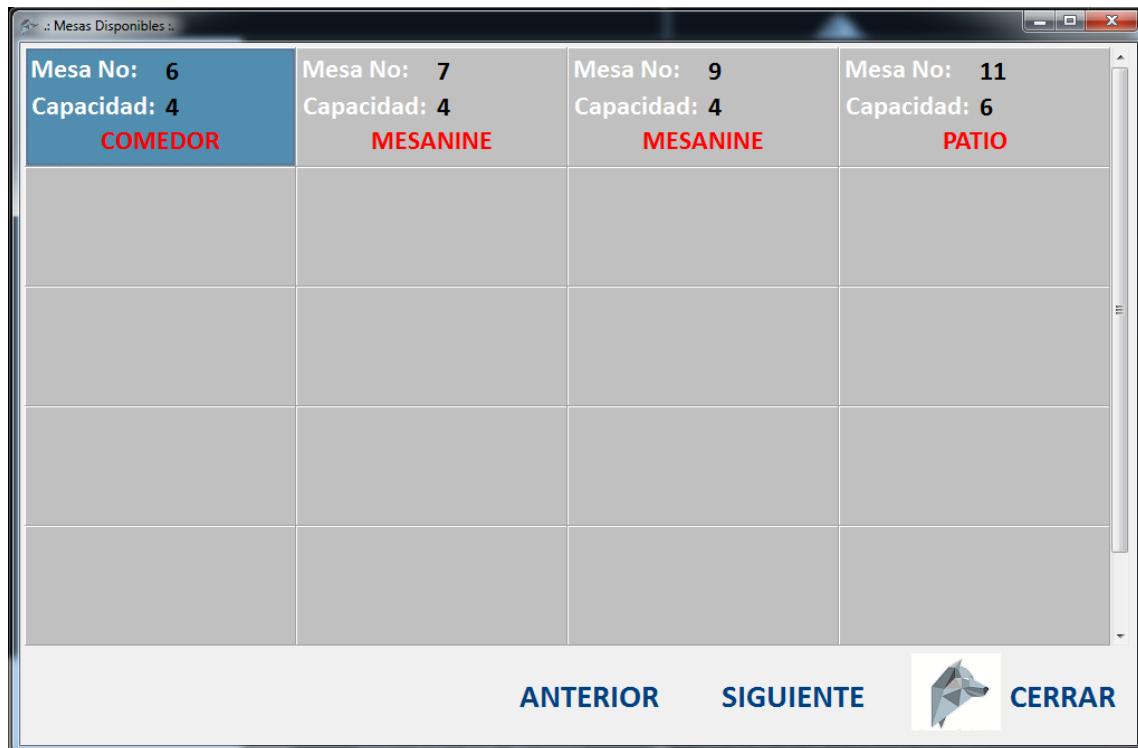 .: Mesas Disponibles :.
Mesa No: 6
Capacidad: 4
COMEDOR
Mesa No: 7
Capacidad: 4
MESANINE
Mesa No: 9
Capacidad: 4
MESANINE
Mesa No: 11
Capacidad: 6
PATIO
ANTERIOR
SIGUIENTE
CERRAR